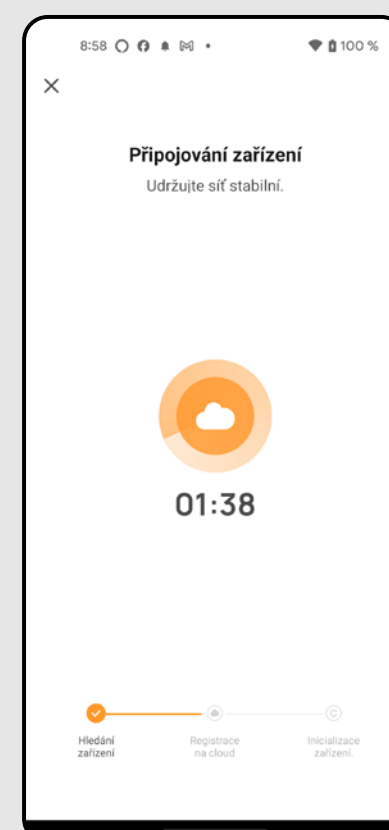 8:58 100 %
Připojování zařízení
Udržujte síť stabilní.
01:38
Hledání
zařízení
Registrace
na cloud
Inicializace
zařízení.